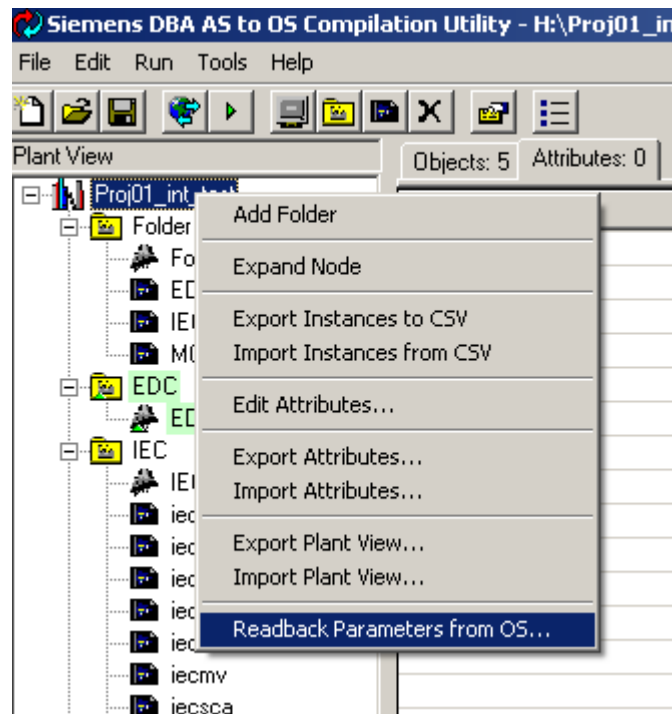 Siemens DBA AS to OS Compilation Utility - H:\Proj01_in
File Edit Run Tools Help
Plant View
Objects: 5 Attributes: 0
Proj01_int_test
Add Folder
Folder
Expand Node
Export Instances to CSV
Import Instances from CSV
EDC
Edit Attributes...
IEC
Export Attributes...
Import Attributes...
Export Plant View...
Import Plant View...
Readback Parameters from OS...
iecmv
iecsca